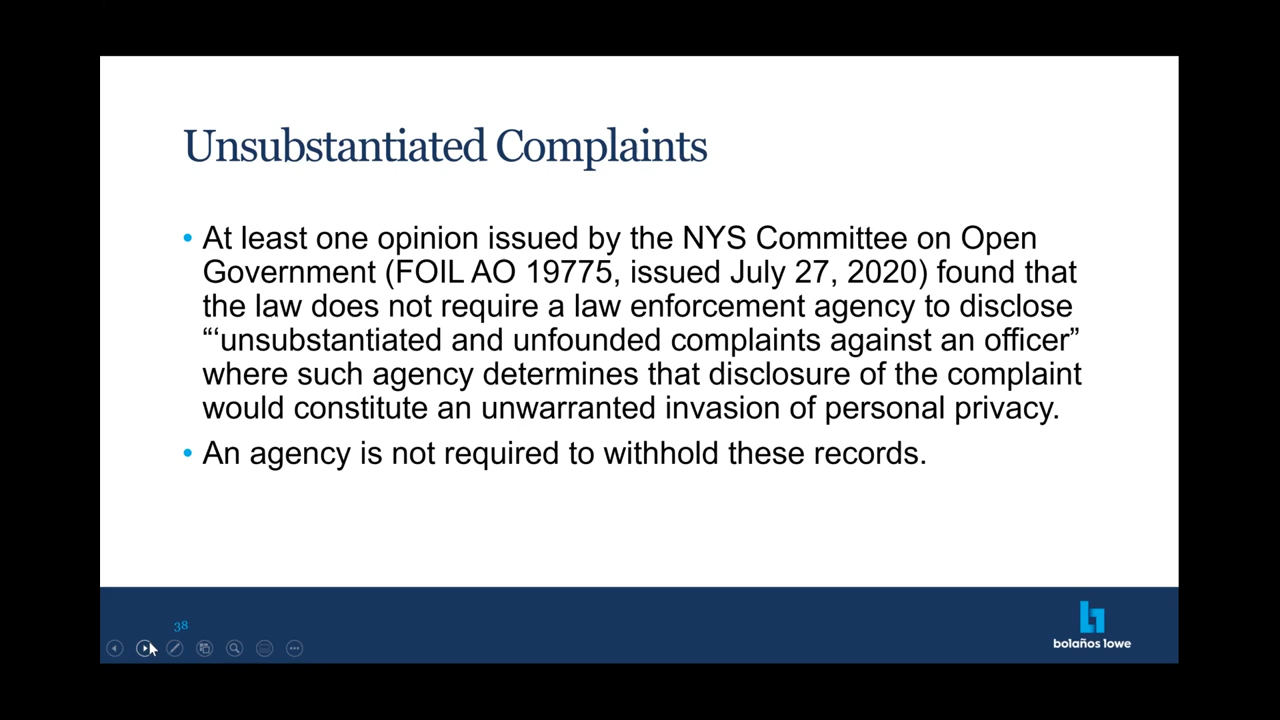 Unsubstantiated Complaints
• At least one opinion issued by the NYS Committee on Open
Government (FOIL AO 19775, issued July 27, 2020) found that
the law does not require a law enforcement agency to disclose
“‘unsubstantiated and unfounded complaints against an officer”
where such agency determines that disclosure of the complaint
would constitute an unwarranted invasion of personal privacy.
• An agency is not required to withhold these records.
38
bolaños lowe